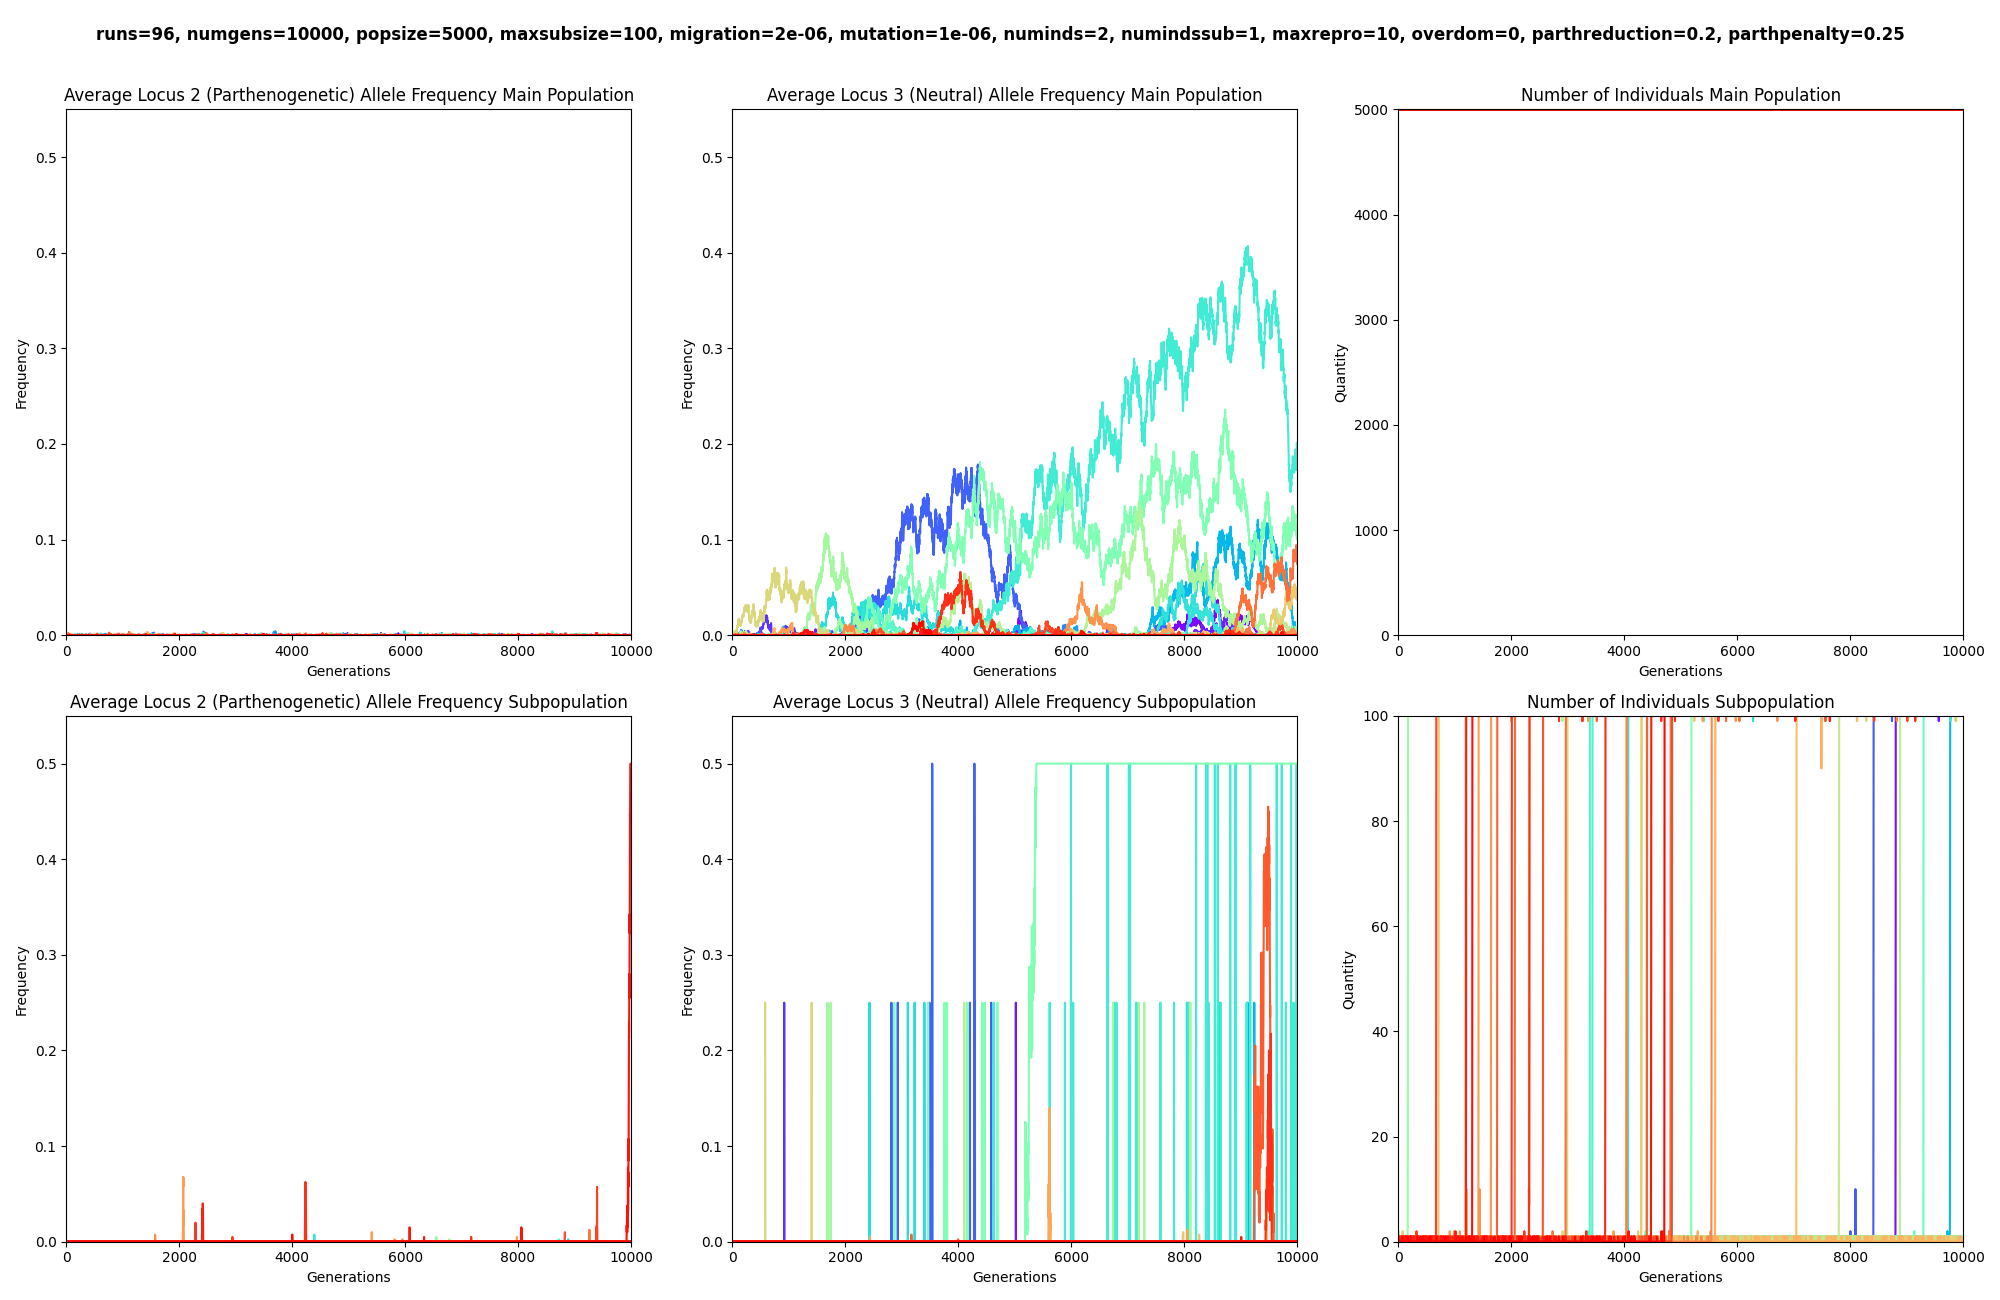 runs=96, numgens=10000, popsize=5000, maxsubsize=100, migration=2e-06, mutation=1e-06, numinds=2, numindssub=1, maxrepro=10, overdom=0, parthreduction=0.2, parthpenalty=0.25
Average Locus 2 (Parthenogenetic) Allele Frequency Main Population
Frequency
0.5
0.4
0.3
0.2
0.1
0.0
0 2000 4000 6000 8000 10000
Generations
Average Locus 3 (Neutral) Allele Frequency Main Population
Frequency
0.5
0.4
0.3
0.2
0.1
0.0
0 2000 4000 6000 8000 10000
Generations
Number of Individuals Main Population
Quantity
5000
4000
3000
2000
1000
0
0 2000 4000 6000 8000 10000
Generations
Average Locus 2 (Parthenogenetic) Allele Frequency Subpopulation
Frequency
0.5
0.4
0.3
0.2
0.1
0.0
0 2000 4000 6000 8000 10000
Generations
Average Locus 3 (Neutral) Allele Frequency Subpopulation
Frequency
0.5
0.4
0.3
0.2
0.1
0.0
0 2000 4000 6000 8000 10000
Generations
Number of Individuals Subpopulation
Quantity
100
80
60
40
20
0
0 2000 4000 6000 8000 10000
Generations